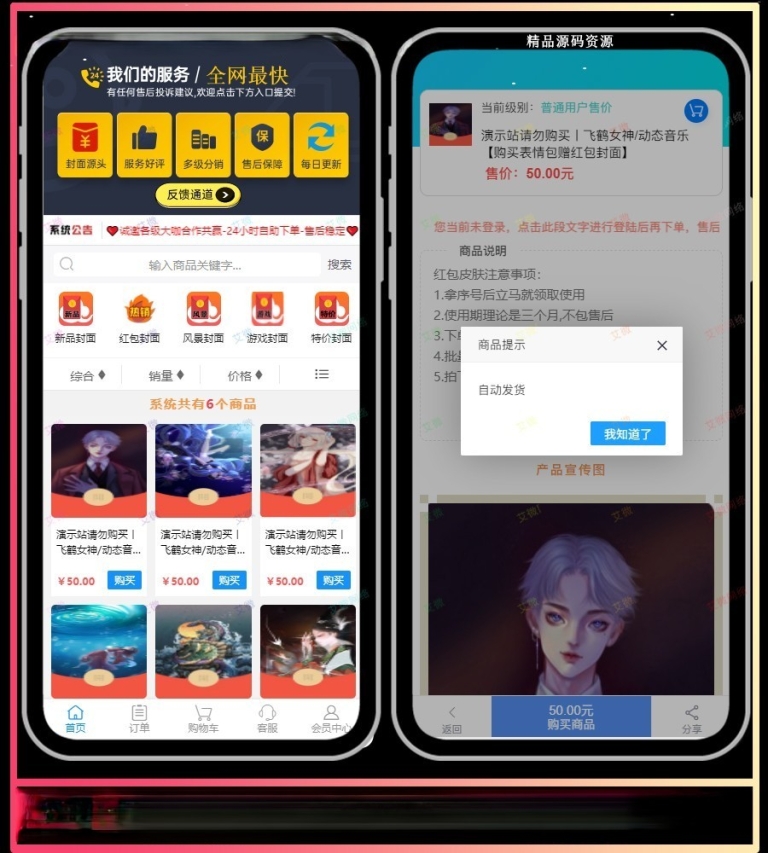 精品源码资源
24
我们的服务 / 全网最快
有任何售后投诉建议,欢迎点击下方入口提交!
封面源头
服务好评
多级分销
保
售后保障
每日更新
反馈通道
系统公告
诚邀各级大咖合作共赢-24小时自助下单-售后稳定
输入商品关键字...
搜索
新品
热销
风暴
游戏
特价
新品封面
红包封面
风暴封面
游戏封面
特价封面
综合
销量
价格
系统共有6个商品
演示站请勿购买丨
飞鹤女神/动态音...
¥50.00
购买
演示站请勿购买丨
飞鹤女神/动态音...
¥50.00
购买
演示站请勿购买丨
飞鹤女神/动态音...
¥50.00
购买
首页
订单
购物车
客服
会员中心
当前级别：普通用户售价
演示站请勿购买丨飞鹤女神/动态音乐
【购买表情包赠红包封面】
售价：50.00元
您当前未登录，点击此段文字进行登陆后再下单，售后
商品说明
红包皮肤注意事项：
1.拿序号后立马就领取使用
2.使用期理论是三个月,不包售后
3.下
4.批
5.拍
商品提示
自动发货
我知道了
产品宣传图
返回
50.00元
购买商品
分享